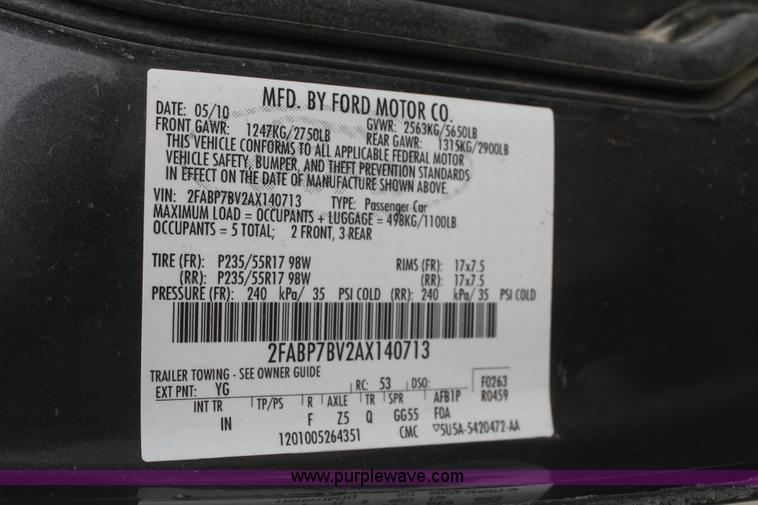 MFD. BY FORD MOTOR CO.
DATE: 05/10 GVWR: 2563KG/5650LB
FRONT GAWR: 1247KG/2750LB REAR GAWR: 1315KG/2900LB
THIS VEHICLE CONFORMS TO ALL APPLICABLE FEDERAL MOTOR
VEHICLE SAFETY, BUMPER, AND THEFT PREVENTION STANDARDS
IN EFFECT ON THE DATE OF MANUFACTURE SHOWN ABOVE.
VIN: 2FABP7BV2AX140713 TYPE: Passenger Car
MAXIMUM LOAD = OCCUPANTS + LUGGAGE = 498KG/1100LB
OCCUPANTS = 5 TOTAL; 2 FRONT, 3 REAR
TIRE (FR): P235/55R17 98W RIMS (FR): 17x7.5
(RR): P235/55R17 98W (RR): 17x7.5
PRESSURE (FR): 240 kPa/ 35 PSI COLD (RR): 240 kPa/ 35 PSI COLD
2FABP7BV2AX140713
TRAILER TOWING - SEE OWNER GUIDE
EXT PNT: YG RC: 53 DSO: F0263
INT TR TP/PS R AXLE TR SPR AFB1P R0459
IN F Z5 Q GG55 FOA
1201005264351 CMC ▽5U5A-5420472-AA
www.purplewave.com